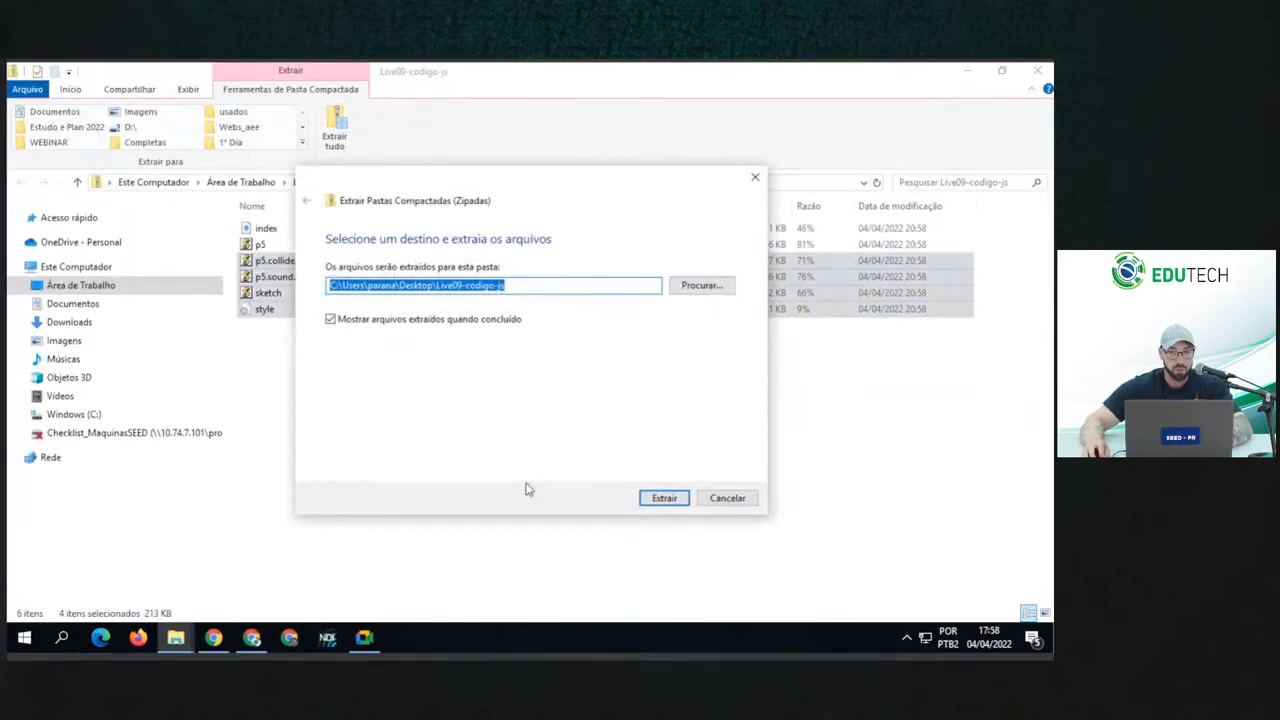 Extrair
Live09-codigo-js
Arquivo
Início
Compartilhar
Exibir
Ferramentas de Pasta Compactada
Documentos
Imagens
usados
Estudo e Plan 2022
D:\
Webs_aee
WEBINAR
Completas
1° Dia
Extrair
tudo
Extrair para
Este Computador
Área de Trabalho
Pesquisar Live09-codigo-js
Acesso rápido
OneDrive - Personal
Este Computador
Área de Trabalho
Documentos
Downloads
Imagens
Músicas
Objetos 3D
Vídeos
Windows (C:)
Checklist_MaquinasSEED (\\10.74.7.101\pro
Rede
Nome
Razão
Data de modificação
index
1 KB
46%
04/04/2022 20:58
p5
6 KB
81%
04/04/2022 20:58
p5.collide
7 KB
71%
04/04/2022 20:58
p5.sound.
6 KB
76%
04/04/2022 20:58
sketch
2 KB
66%
04/04/2022 20:58
style
1 KB
9%
04/04/2022 20:58
Extrair Pastas Compactadas (Zipadas)
Selecione um destino e extraia os arquivos
Os arquivos serão extraídos para esta pasta:
C:\Users\parana\Desktop\Live09-codigo-js
Procurar...
Mostrar arquivos extraídos quando concluído
Extrair
Cancelar
6 itens
4 itens selecionados 213 KB
NDI
POR
PTB2
17:58
04/04/2022
5
EDUTECH
SEED - PR